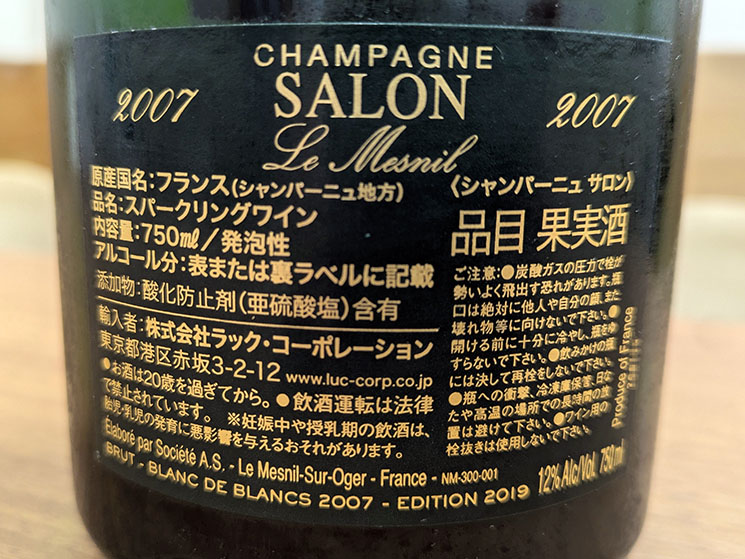 CHAMPAGNE
2007 SALON 2007
Le Mesnil
原産国名：フランス（シャンパーニュ地方）
品名：スパークリングワイン
内容量：750㎖／発泡性
アルコール分：表または裏ラベルに記載
添加物：酸化防止剤（亜硫酸塩）含有
輸入者：株式会社ラック・コーポレーション
東京都港区赤坂3-2-12 www.luc-corp.co.jp
●お酒は20歳を過ぎてから。●飲酒運転は法律
で禁止されています。 ※妊娠中や授乳期の飲酒は、
胎児・乳児の発育に悪影響を与えるおそれがあります。
《シャンパーニュ サロン》
品目 果実酒
ご注意：●炭酸ガスの圧力で栓が
勢いよく飛出す恐れがあります。瓶
口は絶対に他人や自分の顔、また
壊れ物等に向けないで下さい。●
開ける前に十分に冷やし、瓶をゆ
すらないで下さい。●飲みかけの瓶
には決して再栓をしないで下さい。
●瓶への衝撃、冷凍庫保管、日な
たや高温の場所での長時間の放
置は避けて下さい。●ワイン用の
栓抜きは使用しないで下さい。
Produce of France
Elaboré par Société A.S. - Le Mesnil-Sur-Oger - France - NM-300-001
12% Alc/Vol. 750ml
BRUT - BLANC DE BLANCS 2007 - EDITION 2019